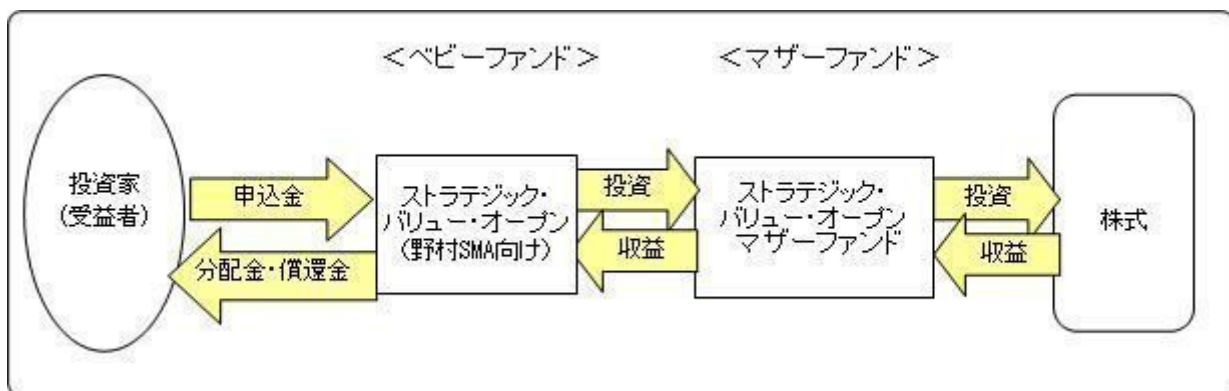 <ベビーファンド>
<マザーファンド>
投資家
(受益者)
申込金
分配金・償還金
ストラテジック・
バリュー・オープン
(野村SMA向け)
投資
収益
ストラテジック・
バリュー・オープン
マザーファンド
投資
収益
株式